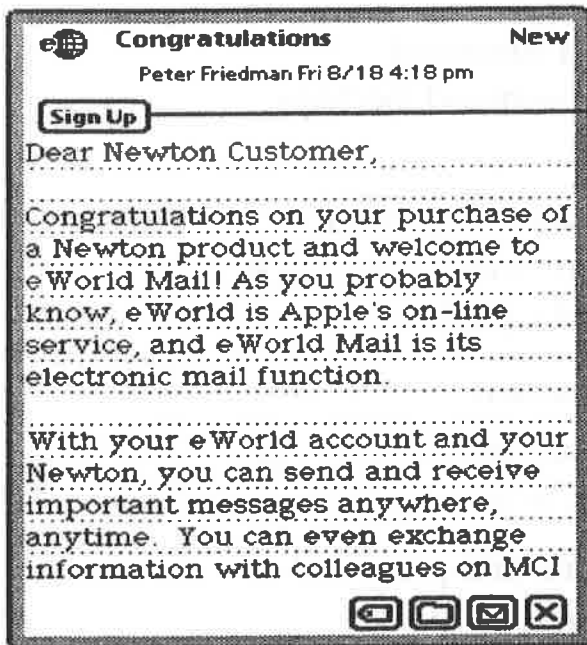 e Congratulations New
Peter Friedman Fri 8/18 4:18 pm
Sign Up
Dear Newton Customer,
Congratulations on your purchase of
a Newton product and welcome to
eWorld Mail! As you probably
know, eWorld is Apple's on-line
service, and eWorld Mail is its
electronic mail function.
With your eWorld account and your
Newton, you can send and receive
important messages anywhere,
anytime.  You can even exchange
information with colleagues on MCI